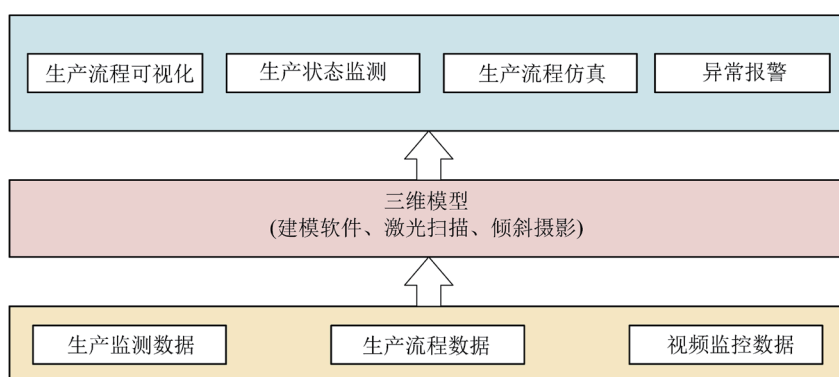 生产流程可视化
生产状态监测
生产流程仿真
异常报警
三维模型
(建模软件、激光扫描、倾斜摄影)
生产监测数据
生产流程数据
视频监控数据